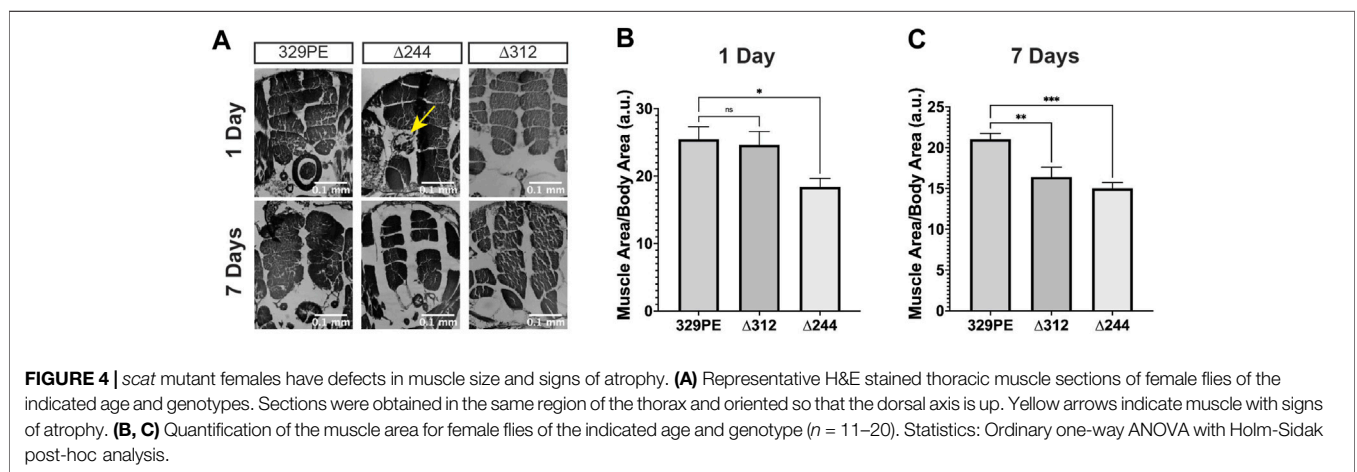 A
329PE
Δ244
Δ312
1 Day
0.1 mm
0.1 mm
0.1 mm
7 Days
0.1 mm
0.1 mm
0.1 mm
B
1 Day
Muscle Area/Body Area (a.u.)
30
20
10
0
*
ns
329PE
Δ312
Δ244
C
7 Days
Muscle Area/Body Area (a.u.)
25
20
15
10
5
0
***
**
329PE
Δ312
Δ244
FIGURE 4 | scat mutant females have defects in muscle size and signs of atrophy. (A) Representative H&E stained thoracic muscle sections of female flies of the
indicated age and genotypes. Sections were obtained in the same region of the thorax and oriented so that the dorsal axis is up. Yellow arrows indicate muscle with signs
of atrophy. (B, C) Quantification of the muscle area for female flies of the indicated age and genotype (n = 11–20). Statistics: Ordinary one-way ANOVA with Holm-Sidak
post-hoc analysis.